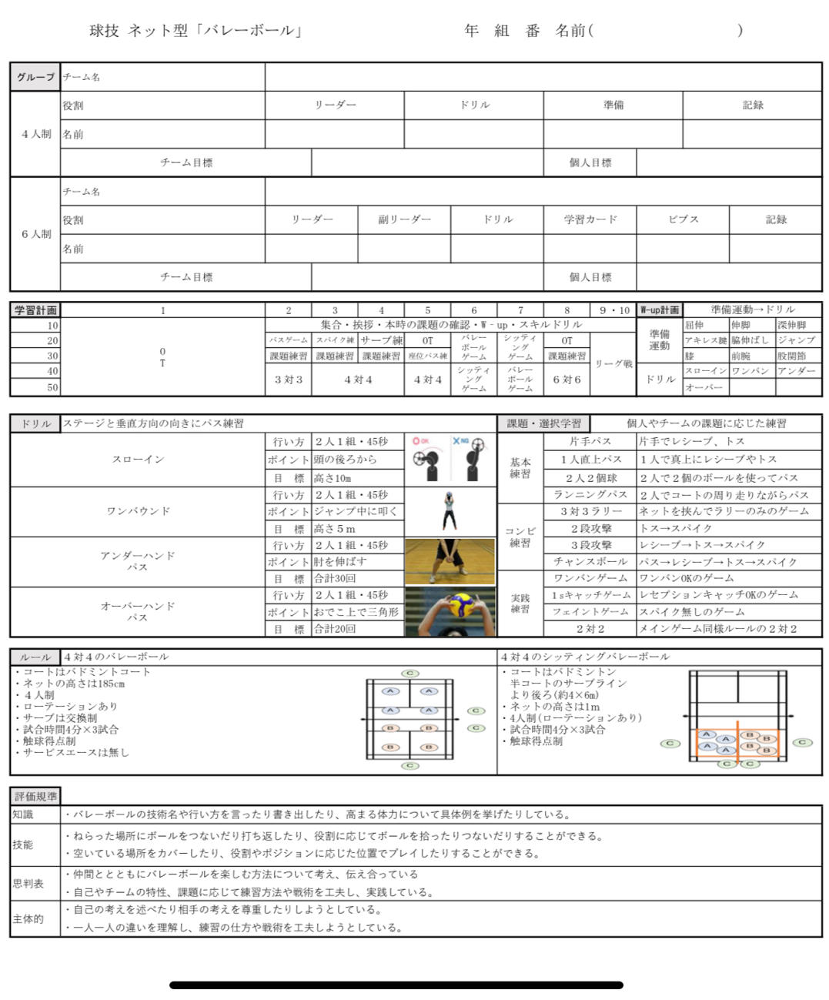 球技 ネット型「バレーボール」 年 組 番 名前( )
グループ チーム名
4人制 役割 リーダー ドリル 準備 記録
名前
チーム目標 個人目標
6人制 チーム名
役割 リーダー 副リーダー ドリル 学習カード ビブス 記録
名前
チーム目標 個人目標
学習計画 1 2 3 4 5 6 7 8 9・10 W-up計画 準備運動→ドリル
10 集合・挨拶・本時の課題の確認・W‐up・スキルドリル 準備運動 屈伸 伸脚 深伸脚
20 OT パスゲーム スパイク練 サーブ練 OT バレーボールゲーム シッティングゲーム OT リーグ戦 アキレス腱 脇伸ばし ジャンプ
30 課題練習 課題練習 課題練習 座位パス練 課題練習 膝 前腕 股関節
40 3対3 4対4 4対4 シッティングゲーム バレーボールゲーム 6対6 ドリル スローイン ワンバン アンダー
50 オーバー
ドリル ステージと垂直方向の向きにパス練習
スローイン 行い方 2人1組・45秒
ポイント 頭の後ろから
目 標 高さ10m
OK NG
ワンバウンド 行い方 2人1組・45秒
ポイント ジャンプ中に叩く
目 標 高さ5m
アンダーハンドパス 行い方 2人1組・45秒
ポイント 肘を伸ばす
目 標 合計30回
オーバーハンドパス 行い方 2人1組・45秒
ポイント おでこ上で三角形
目 標 合計20回
課題・選択学習 個人やチームの課題に応じた練習
基本練習 片手パス 片手でレシーブ、トス
1人直上パス 1人で真上にレシーブやトス
2人2個球 2人で2個のボールを使ってパス
ランニングパス 2人でコートの周り走りながらパス
コンビ練習 3対3ラリー ネットを挟んでラリーのみのゲーム
2段攻撃 トス→スパイク
3段攻撃 レシーブ→トス→スパイク
チャンスボール パス→レシーブ→トス→スパイク
実践練習 ワンバンゲーム ワンバンOKのゲーム
1sキャッチゲーム レセプションキャッチOKのゲーム
フェイントゲーム スパイク無しのゲーム
2対2 メインゲーム同様ルールの2対2
ルール 4対4のバレーボール
・コートはバドミントコート
・ネットの高さは185cm
・4人制
・ローテーションあり
・サーブは交換制
・試合時間4分×3試合
・触球得点制
・サービスエースは無し
C
A A
A A C
B B C
B B
C
4対4のシッティングバレーボール
・コートはバドミントン
半コートのサーブライン
より後ろ(約4×6m)
・ネットの高さは1m
・4人制(ローテーションあり)
・試合時間4分×3試合
・触球得点制
A A B B
C A A B B C
C C
評価規準
知識 ・バレーボールの技術名や行い方を言ったり書き出したり、高まる体力について具体例を挙げたりしている。
技能 ・ねらった場所にボールをつないだり打ち返したり、役割に応じてボールを拾ったりつないだりすることができる。
・空いている場所をカバーしたり、役割やポジションに応じた位置でプレイしたりすることができる。
思判表 ・仲間ととともにバレーボールを楽しむ方法について考え、伝え合っている
・自己やチームの特性、課題に応じて練習方法や戦術を工夫し、実践している。
主体的 ・自己の考えを述べたり相手の考えを尊重したりしようとしている。
・一人一人の違いを理解し、練習の仕方や戦術を工夫しようとしている。